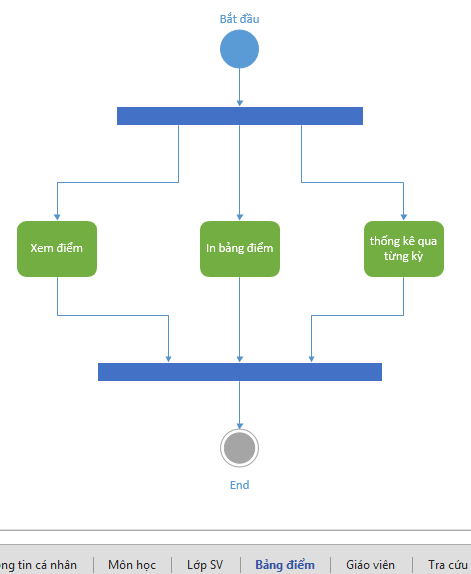 Bắt đầu
Xem điểm
In bảng điểm
thống kê qua
từng kỳ
End
tin cá nhân
Môn học
Lớp SV
Bảng điểm
Giáo viên
Tra cứu